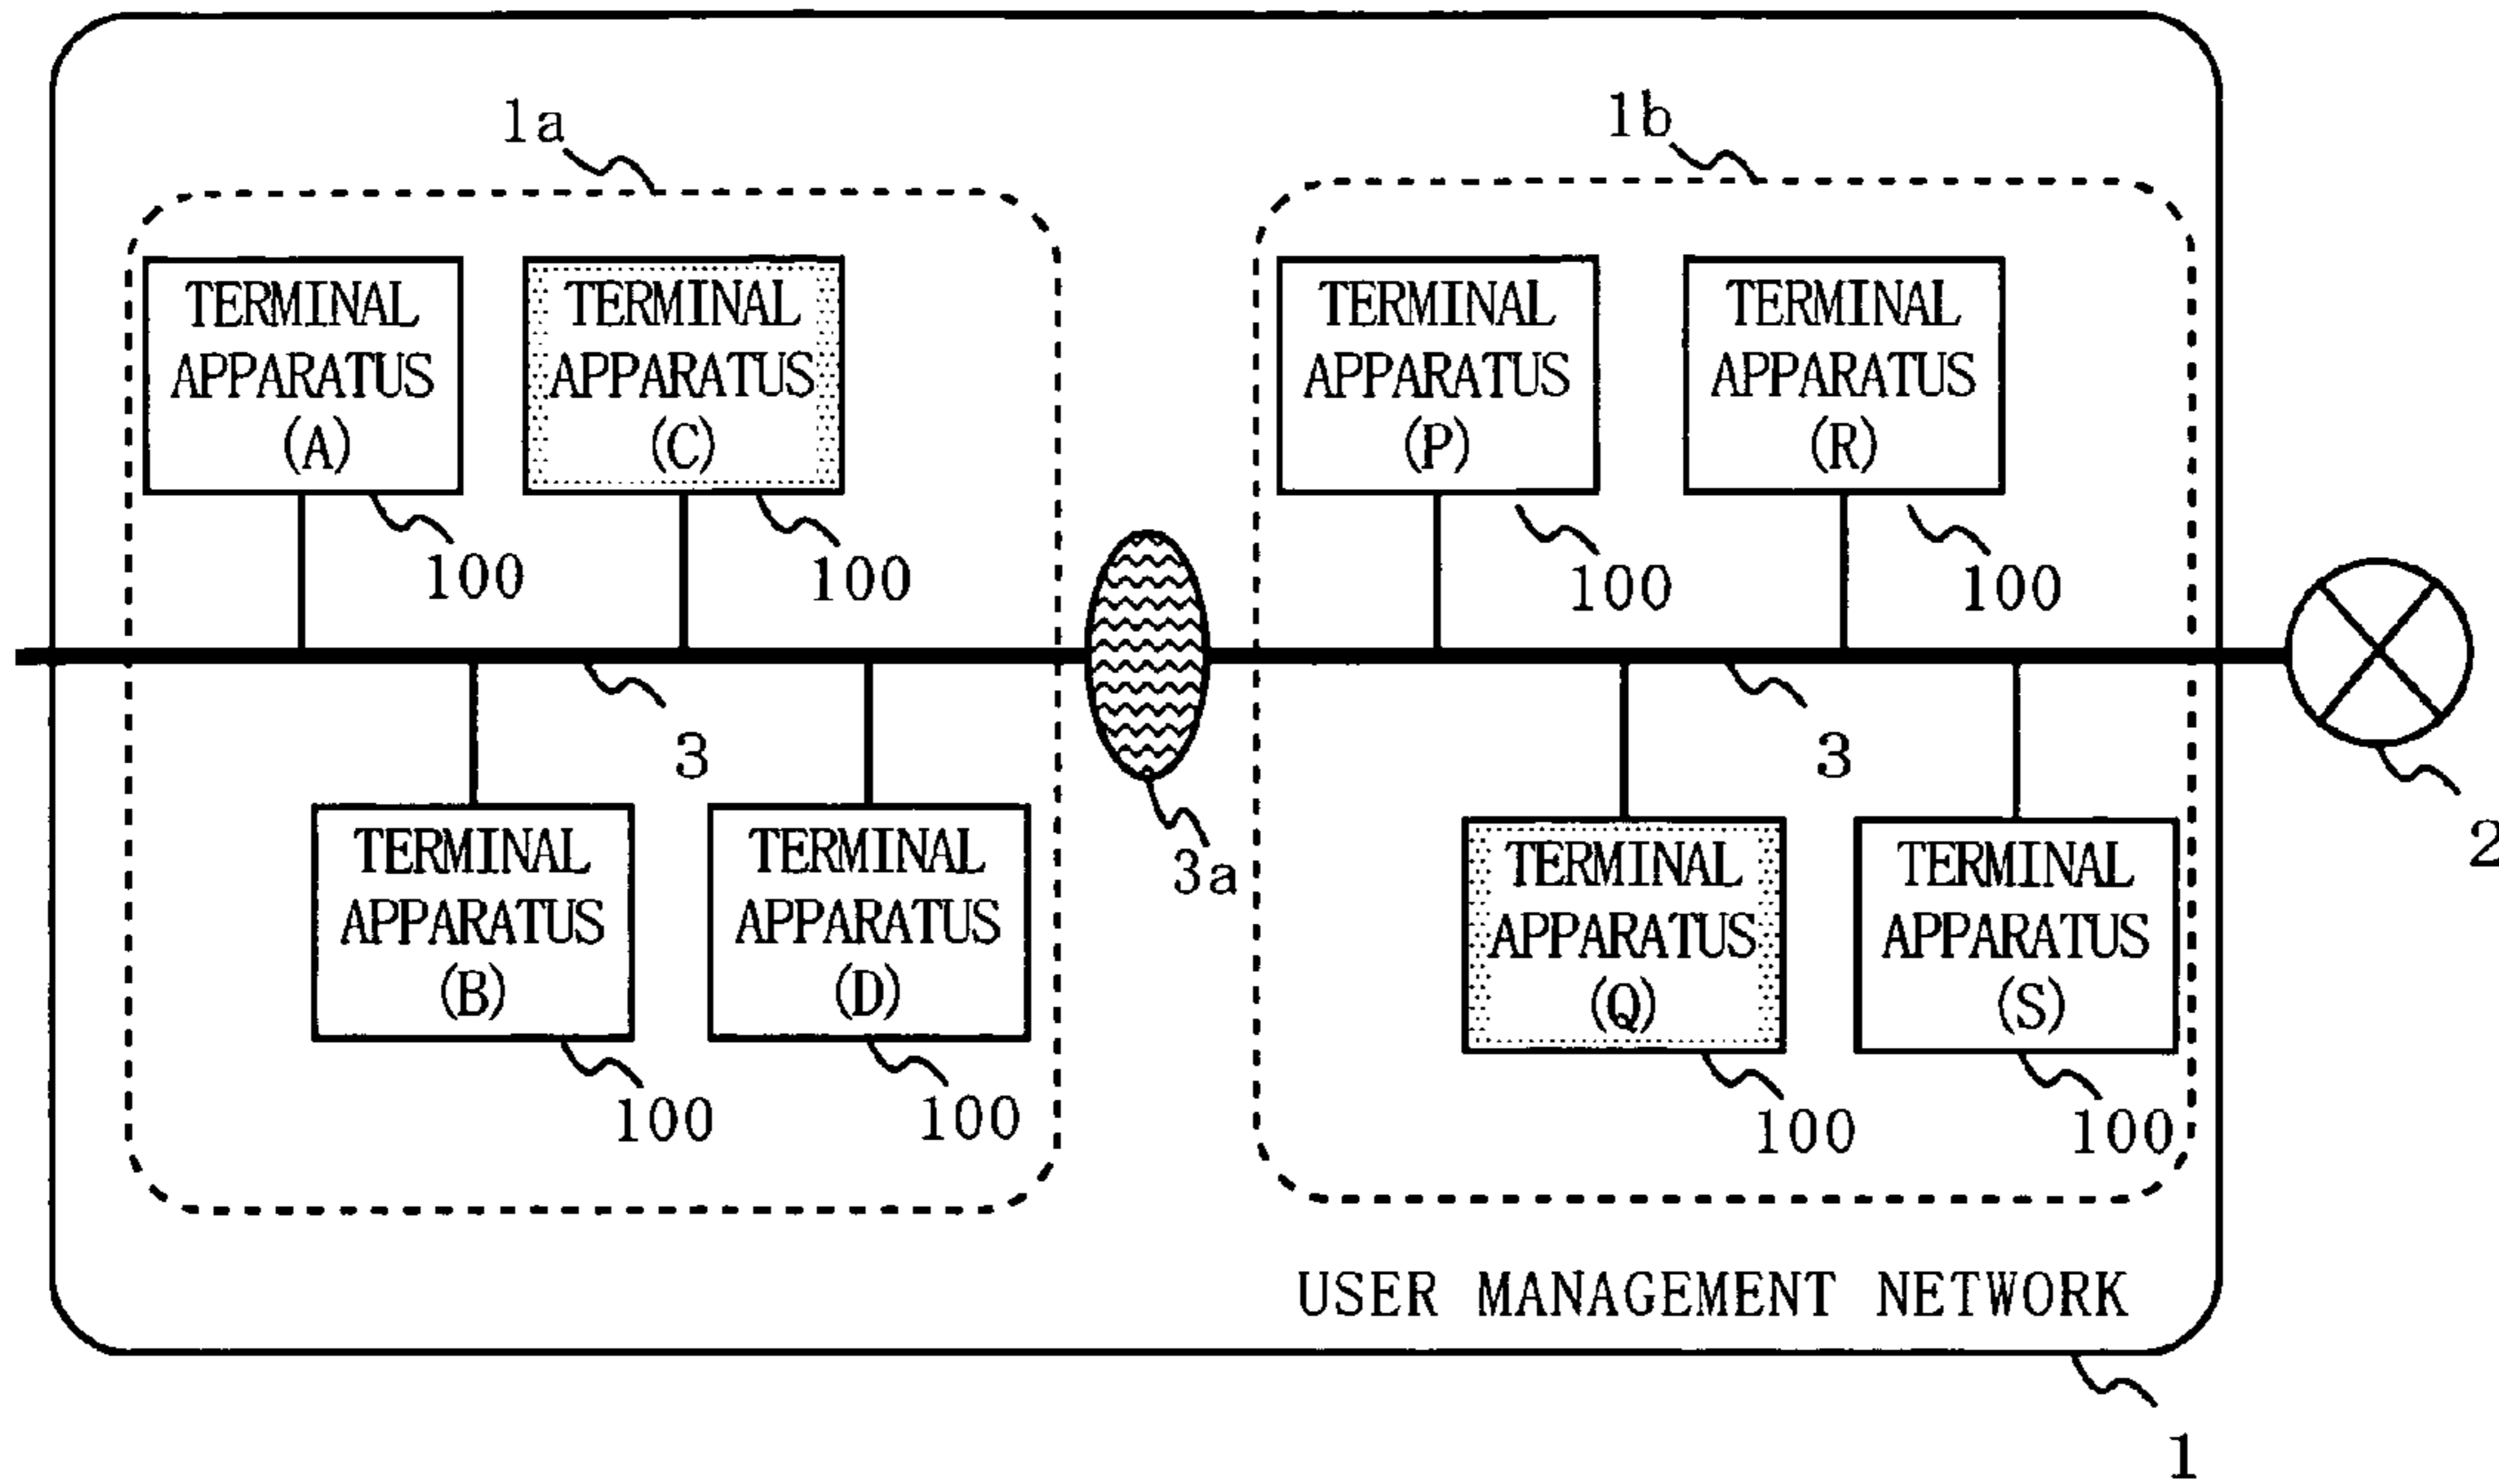 1a
1b
TERMINAL
APPARATUS
(A)
TERMINAL
APPARATUS
(C)
TERMINAL
APPARATUS
(P)
TERMINAL
APPARATUS
(R)
100
100
100
100
3
3
3a
2
TERMINAL
APPARATUS
(B)
TERMINAL
APPARATUS
(D)
TERMINAL
APPARATUS
(Q)
TERMINAL
APPARATUS
(S)
100
100
100
100
USER MANAGEMENT NETWORK
1